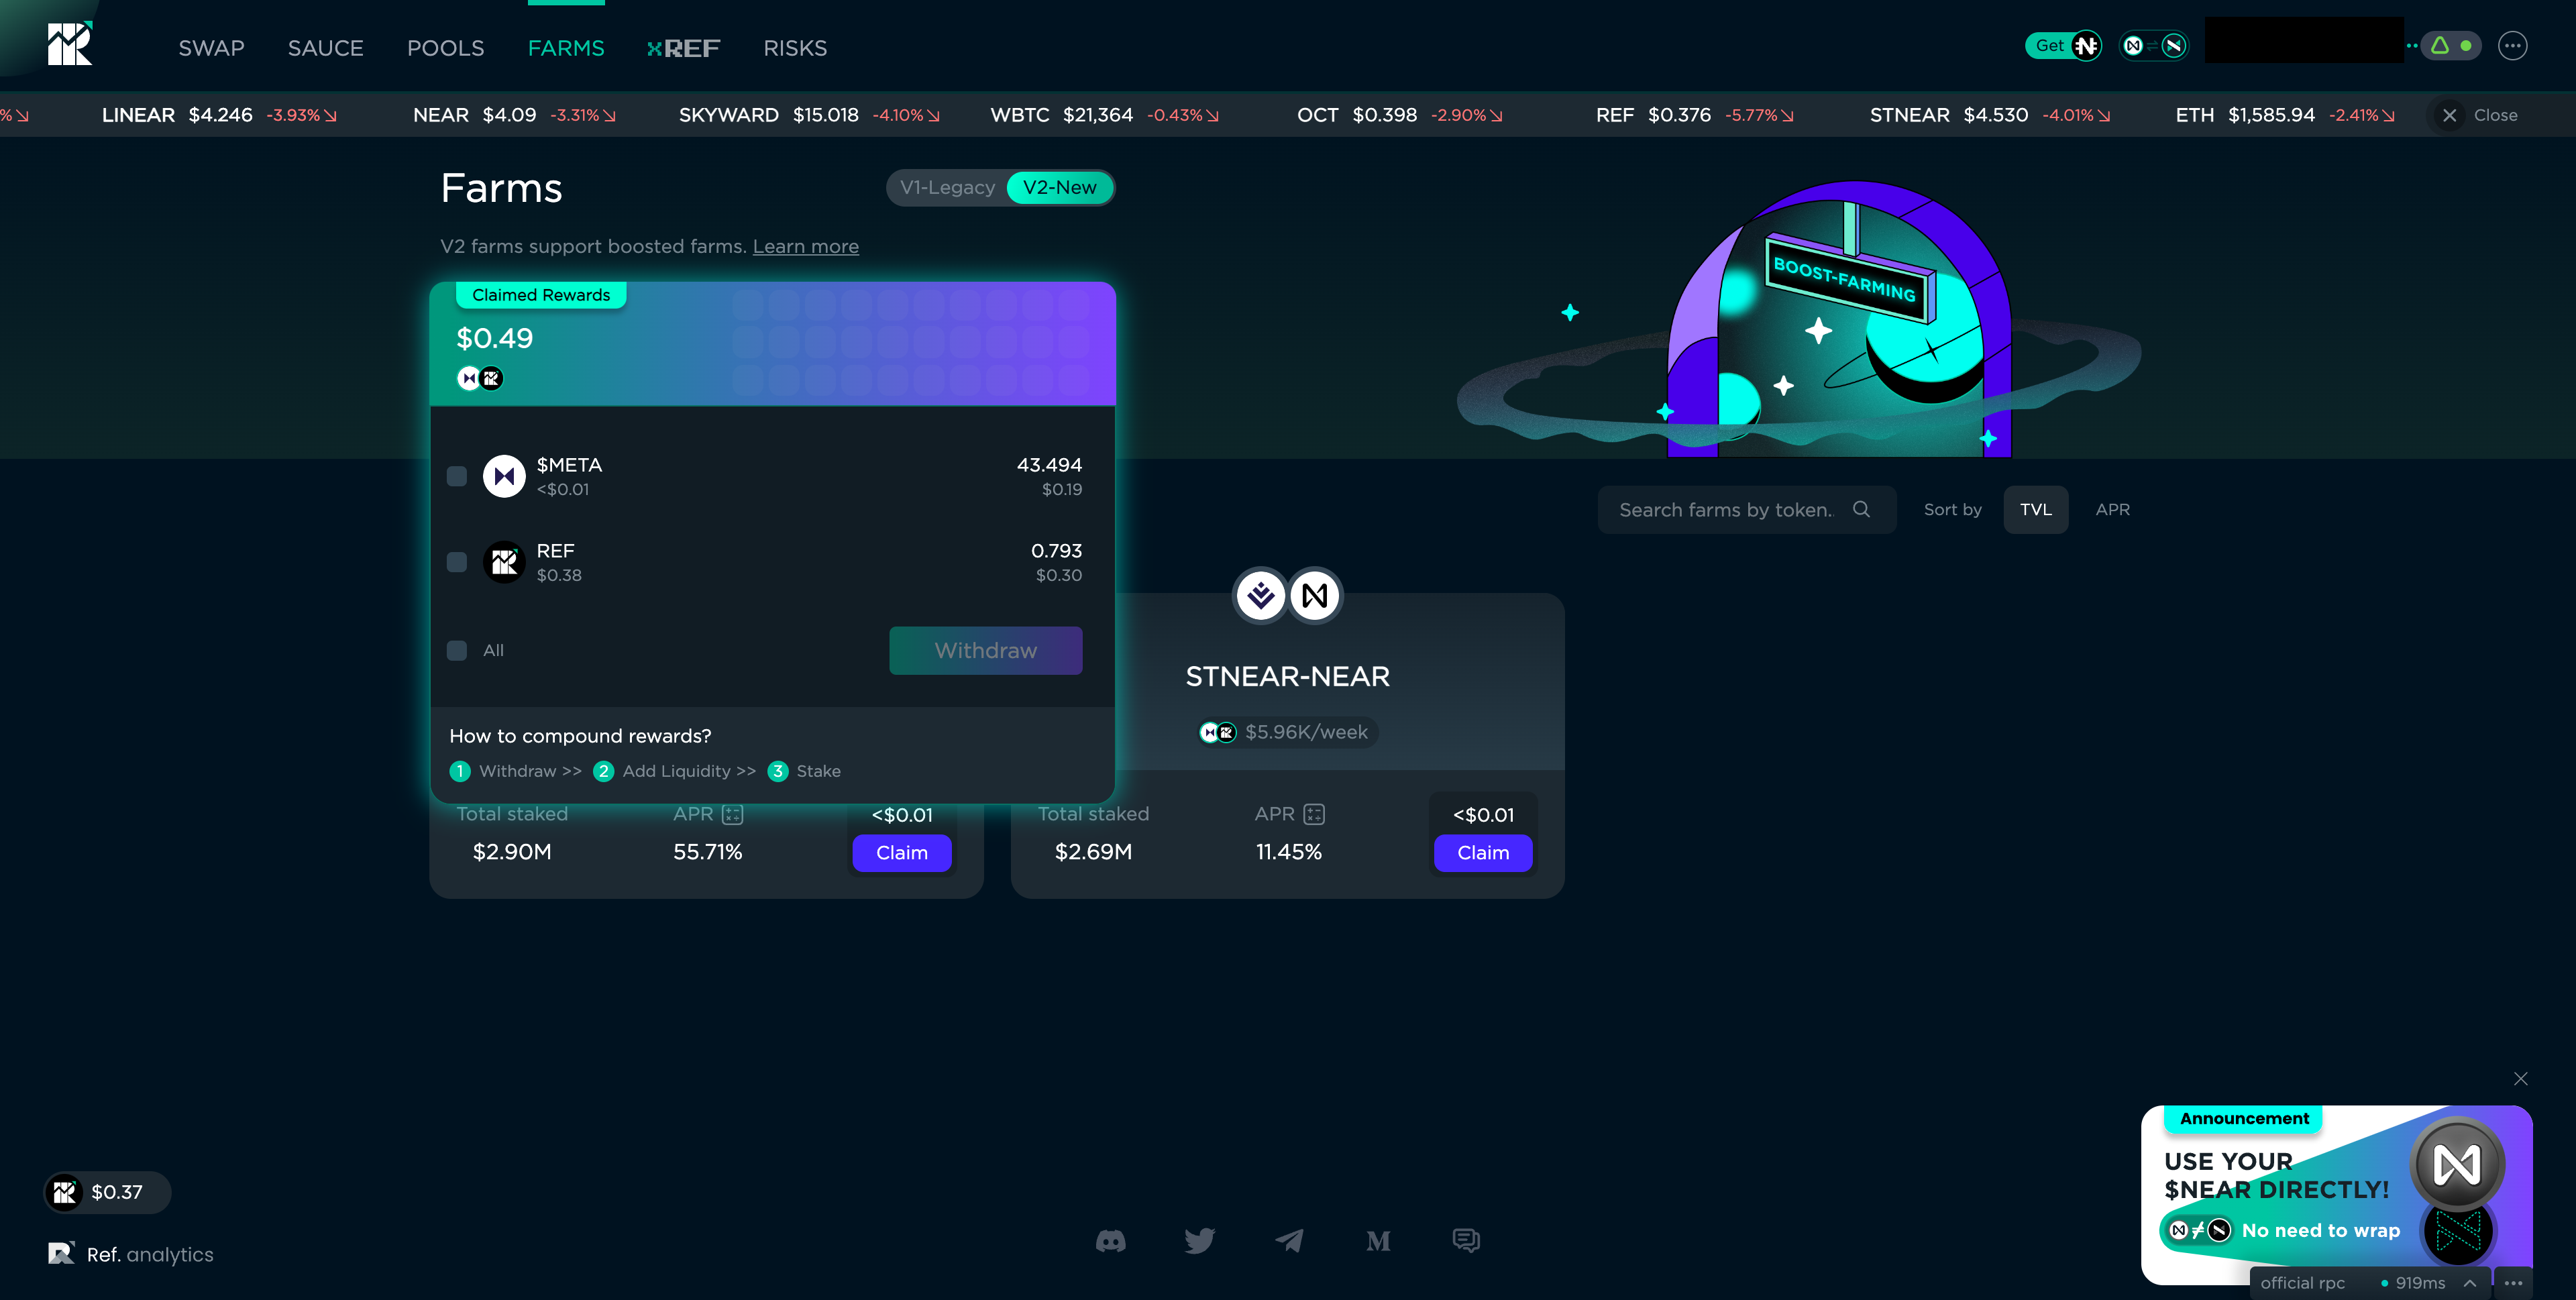 SWAP SAUCE POOLS FARMS xREF RISKS Get
%↘ LINEAR $4.246 -3.93%↘ NEAR $4.09 -3.31%↘ SKYWARD $15.018 -4.10%↘ WBTC $21,364 -0.43%↘ OCT $0.398 -2.90%↘ REF $0.376 -5.77%↘ STNEAR $4.530 -4.01%↘ ETH $1,585.94 -2.41%↘ Close
Farms V1-Legacy V2-New
V2 farms support boosted farms. Learn more
BOOST-FARMING
Claimed Rewards
$0.49
$META 43.494
<$0.01 $0.19
REF 0.793
$0.38 $0.30
All Withdraw
How to compound rewards?
1 Withdraw >> 2 Add Liquidity >> 3 Stake
Search farms by token.. Sort by TVL APR
STNEAR-NEAR
$5.96K/week
Total staked APR <$0.01
$2.90M 55.71% Claim
Total staked APR <$0.01
$2.69M 11.45% Claim
Announcement
USE YOUR
$NEAR DIRECTLY!
No need to wrap
$0.37
Ref. analytics
official rpc 919ms